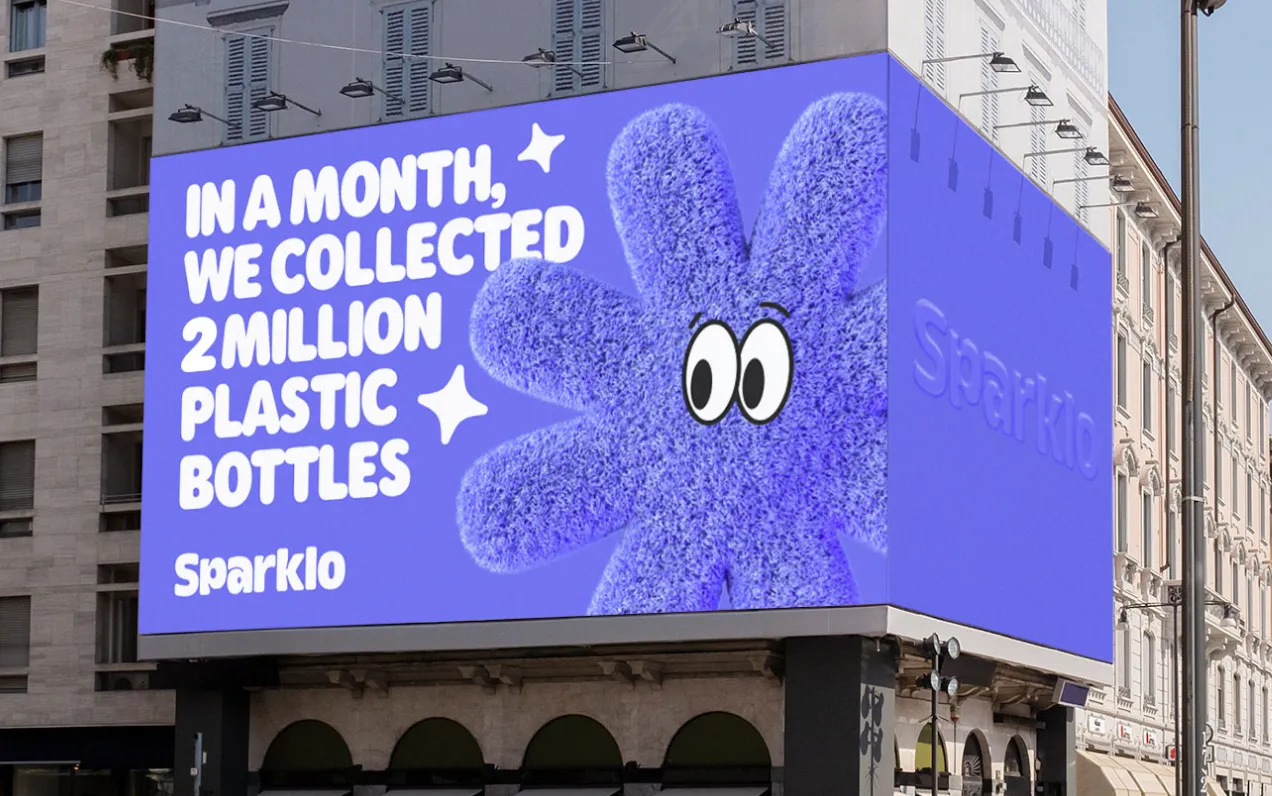 IN A MONTH,
WE COLLECTED
2 MILLION
PLASTIC
BOTTLES
Sparklo
Sparklo